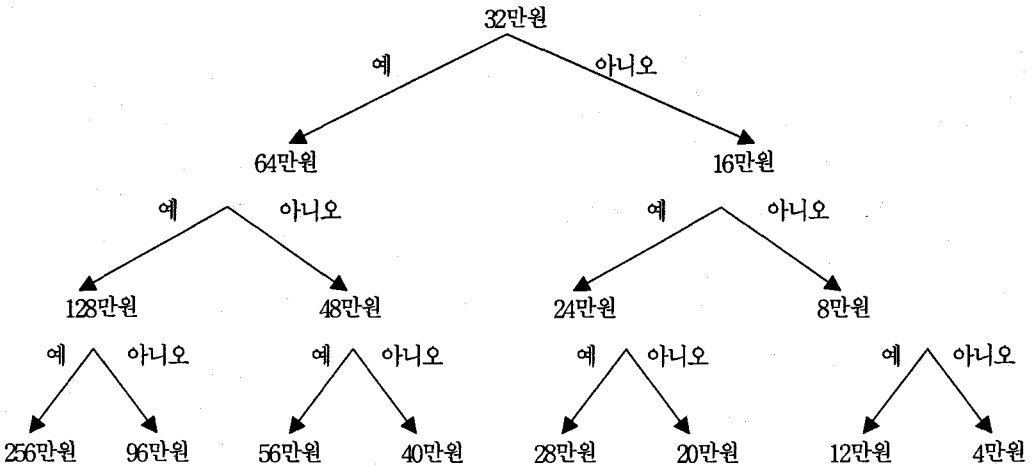 32만원
예 아니오
64만원 16만원
예 아니오 예 아니오
128만원 48만원 24만원 8만원
예 아니오 예 아니오 예 아니오 예 아니오
256만원 96만원 56만원 40만원 28만원 20만원 12만원 4만원